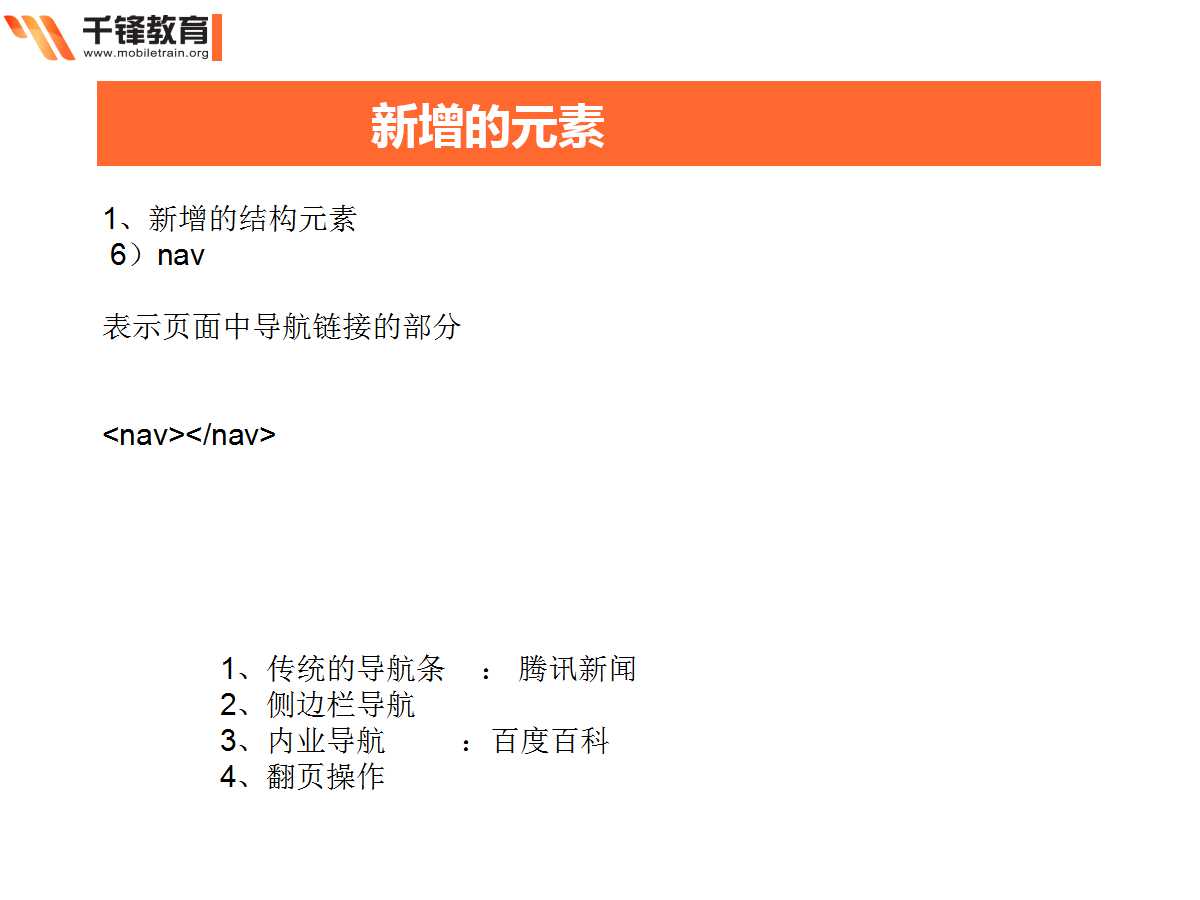 千锋教育
www.mobiletrain.org
新增的元素
1、新增的结构元素
6）nav
表示页面中导航链接的部分
<nav></nav>
1、传统的导航条 ： 腾讯新闻
2、侧边栏导航
3、内业导航 ：百度百科
4、翻页操作